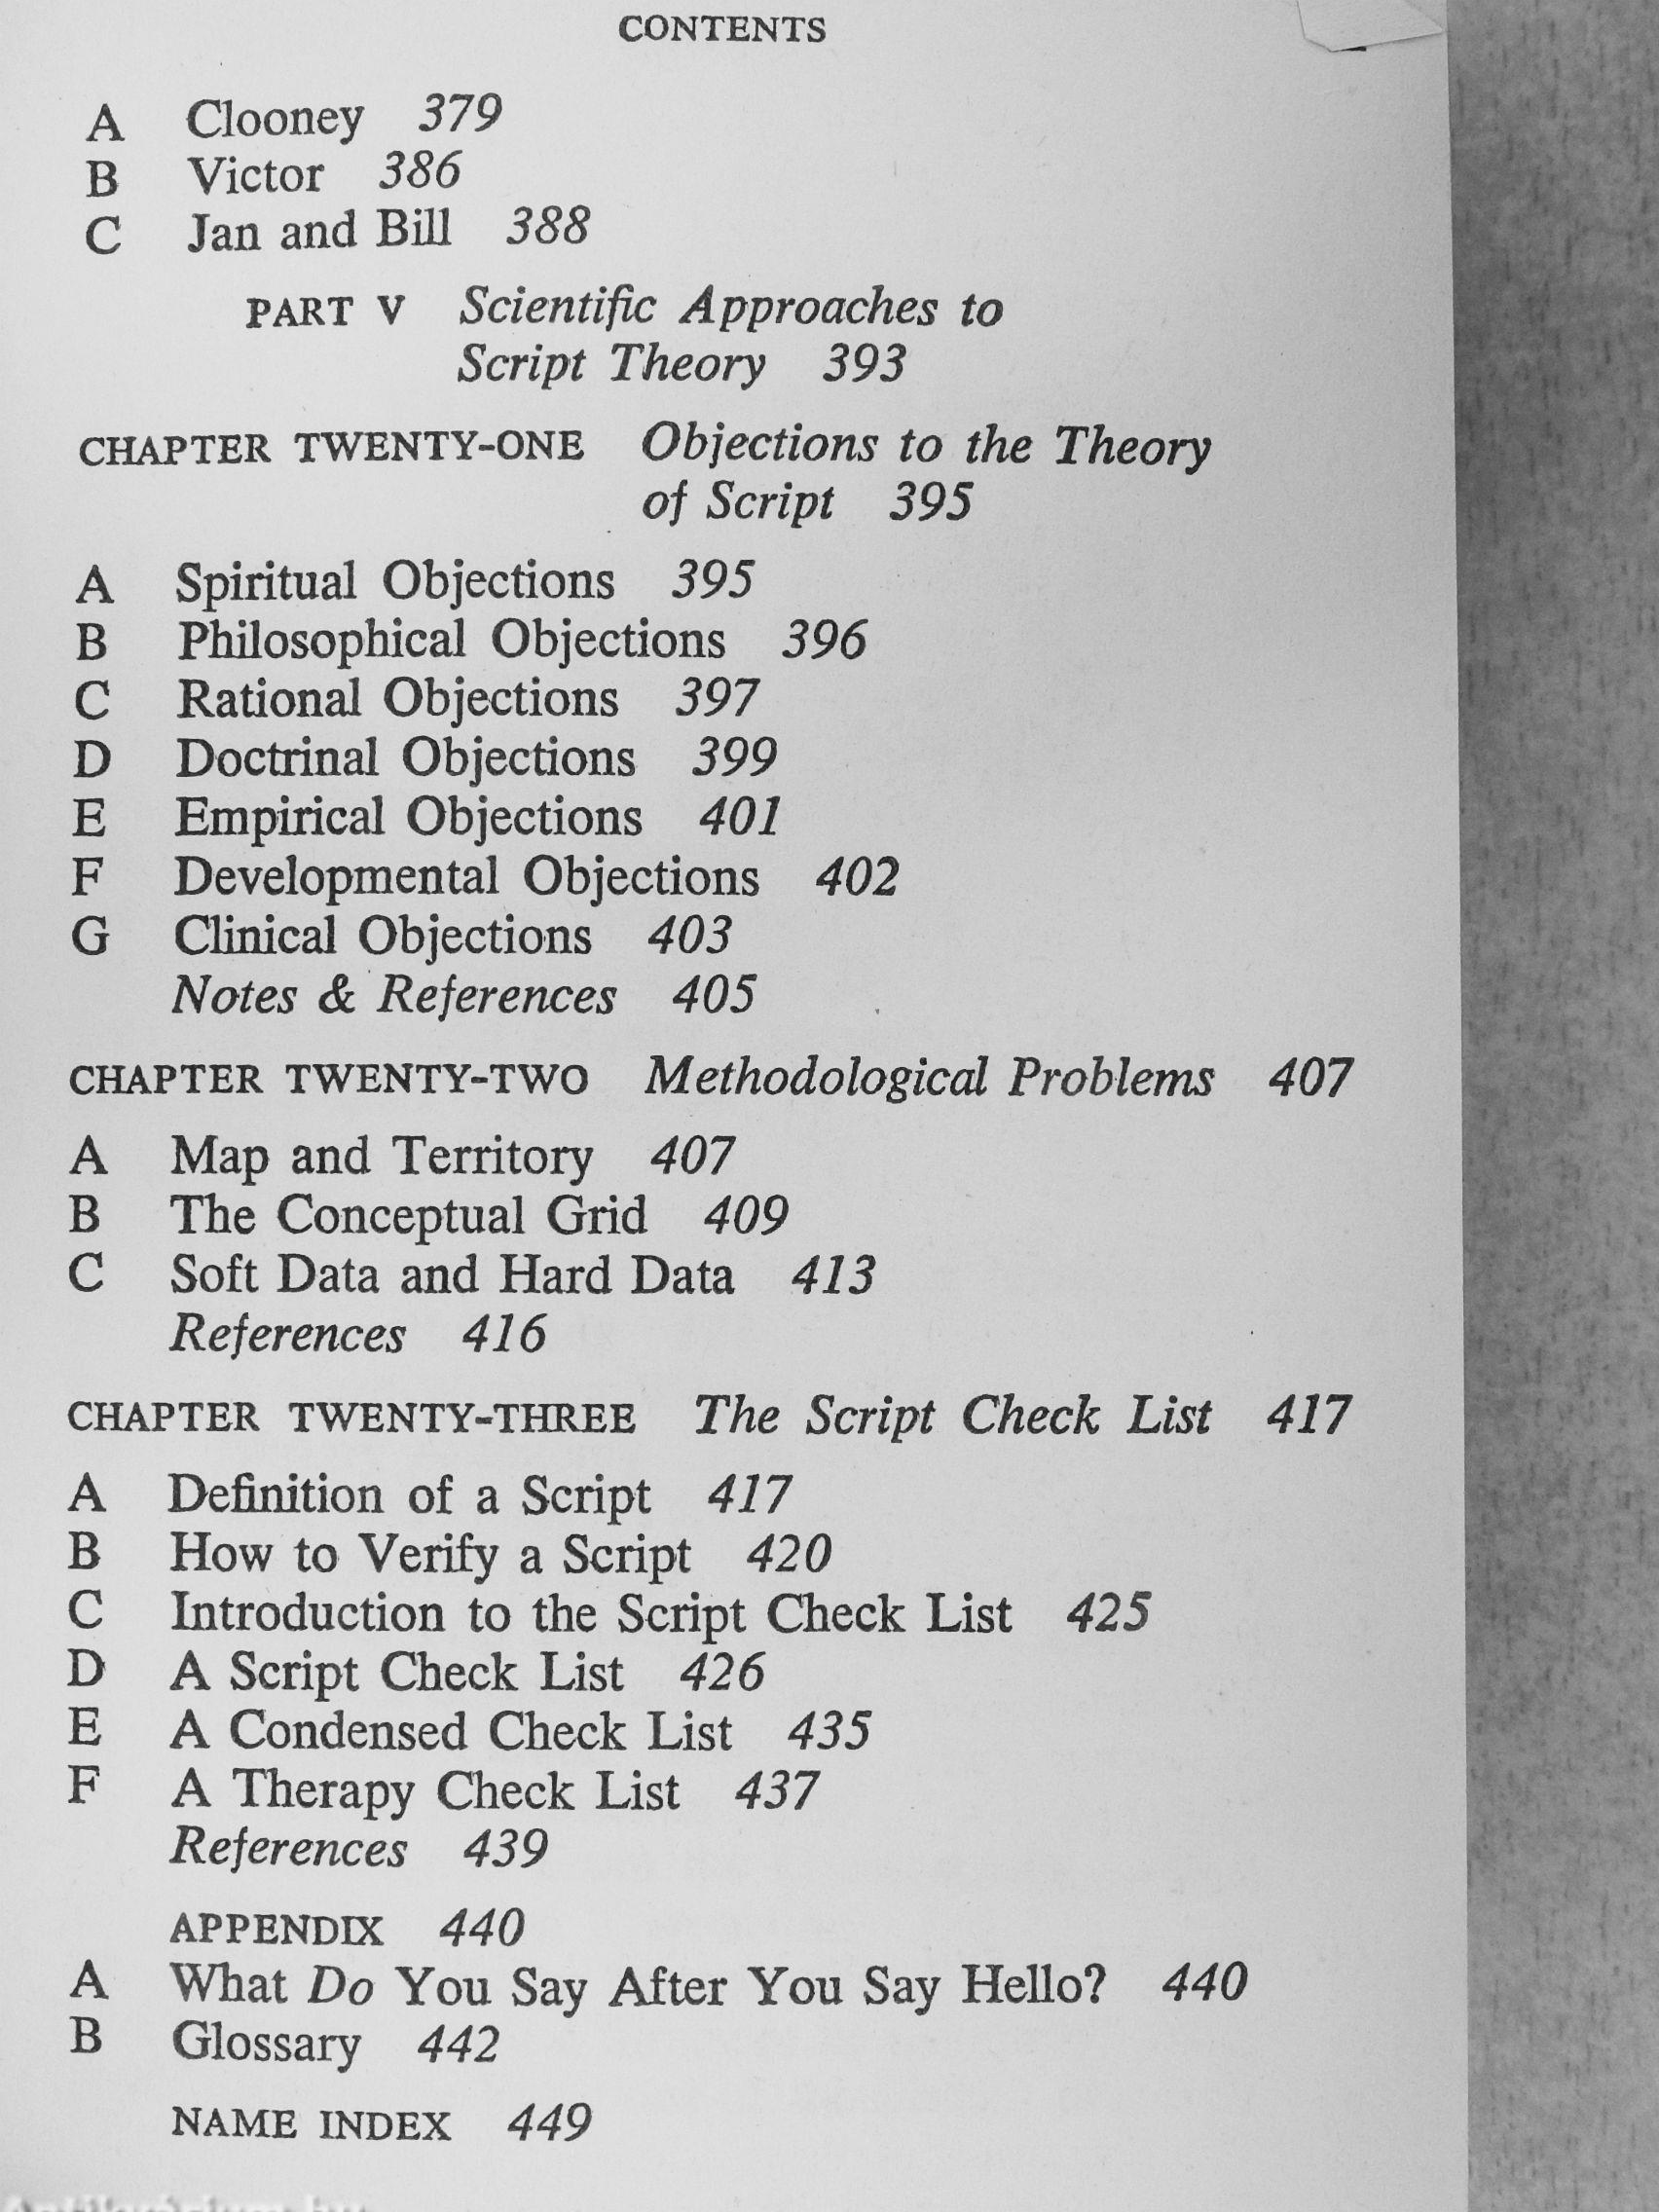 CONTENTS
A Clooney 379
B Victor 386
C Jan and Bill 388
PART V Scientific Approaches to
Script Theory 393
CHAPTER TWENTY-ONE Objections to the Theory
of Script 395
A Spiritual Objections 395
B Philosophical Objections 396
C Rational Objections 397
D Doctrinal Objections 399
E Empirical Objections 401
F Developmental Objections 402
G Clinical Objections 403
Notes & References 405
CHAPTER TWENTY-TWO Methodological Problems 407
A Map and Territory 407
B The Conceptual Grid 409
C Soft Data and Hard Data 413
References 416
CHAPTER TWENTY-THREE The Script Check List 417
A Definition of a Script 417
B How to Verify a Script 420
C Introduction to the Script Check List 425
D A Script Check List 426
E A Condensed Check List 435
F A Therapy Check List 437
References 439
APPENDIX 440
A What Do You Say After You Say Hello? 440
B Glossary 442
NAME INDEX 449